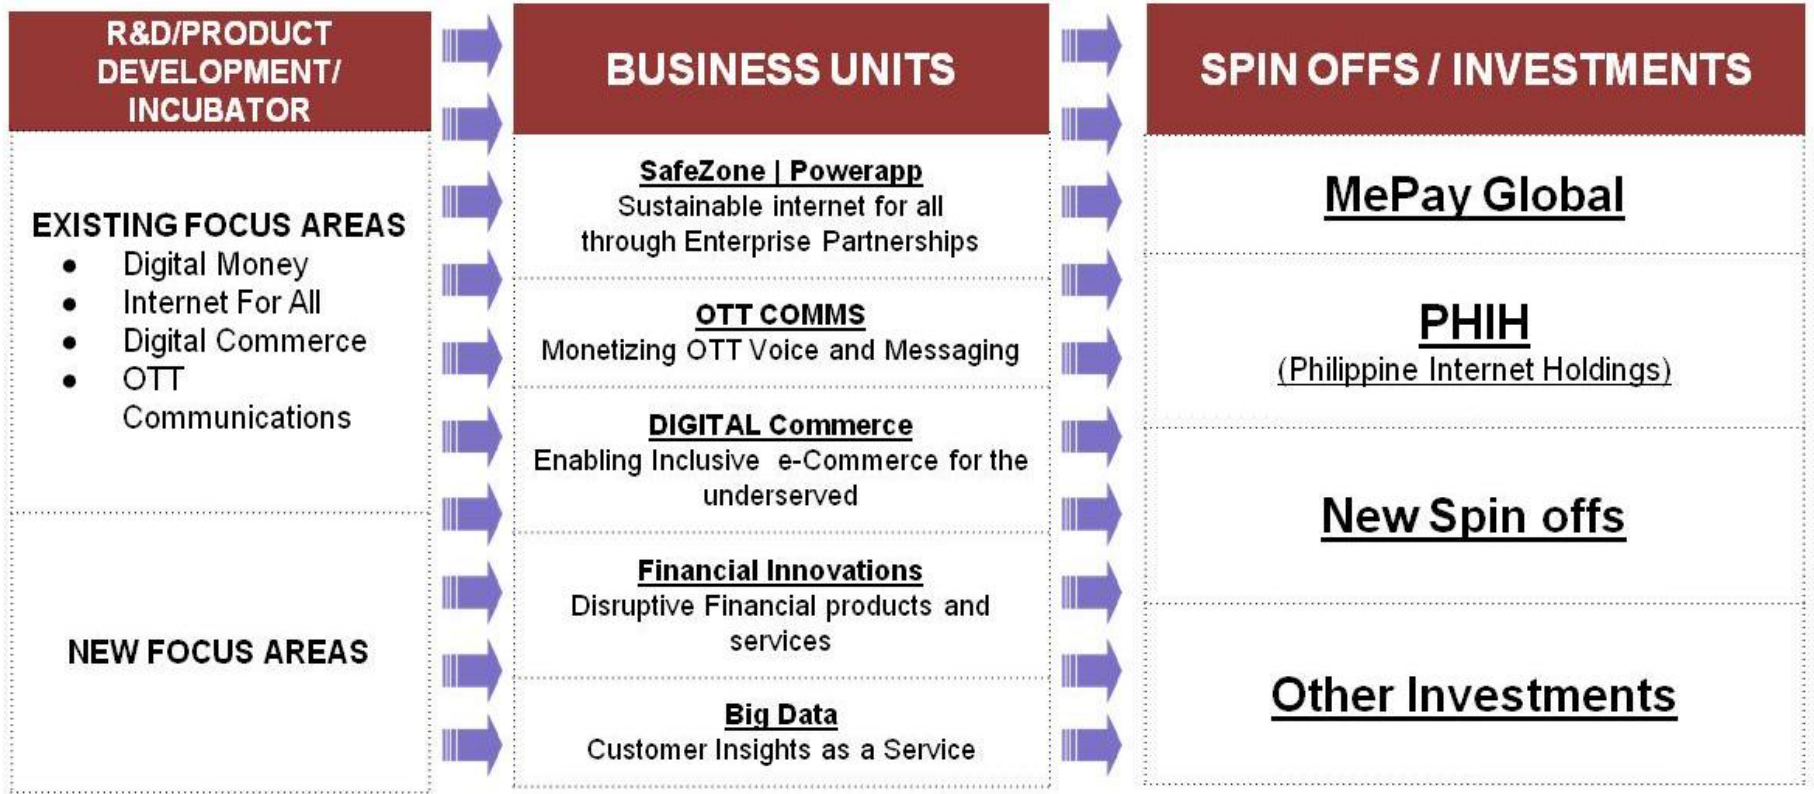 R&D/PRODUCT
DEVELOPMENT/
INCUBATOR
EXISTING FOCUS AREAS
● Digital Money
● Internet For All
● Digital Commerce
● OTT
Communications
NEW FOCUS AREAS
BUSINESS UNITS
SafeZone | Powerapp
Sustainable internet for all
through Enterprise Partnerships
OTT COMMS
Monetizing OTT Voice and Messaging
DIGITAL Commerce
Enabling Inclusive e-Commerce for the
underserved
Financial Innovations
Disruptive Financial products and
services
Big Data
Customer Insights as a Service
SPIN OFFS / INVESTMENTS
MePay Global
PHIH
(Philippine Internet Holdings)
New Spin offs
Other Investments